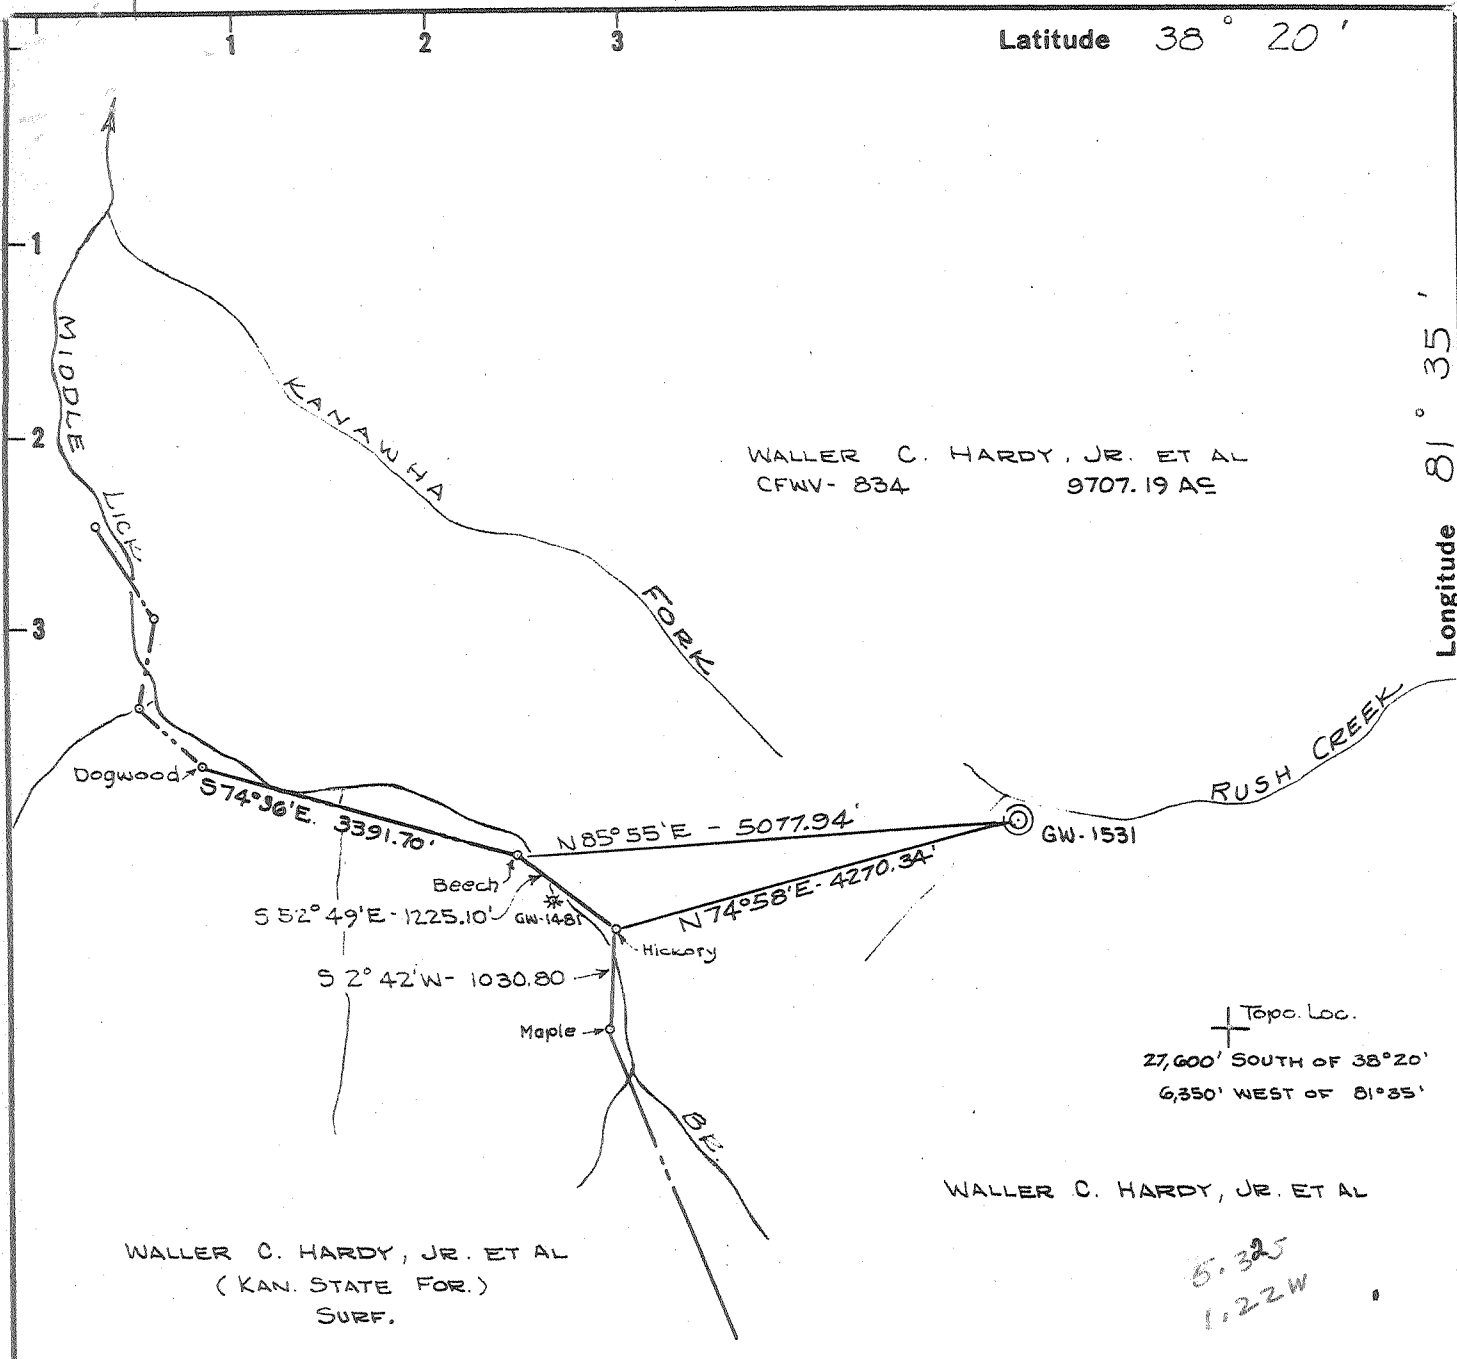 1 2 3
Latitude 38° 20'
1
2
3
Longitude 81° 35'
MIDDLE LICK
KANAWHA FORK
WALLER C. HARDY, JR. ET AL
CFWV- 834 9707.19 AC
RUSH CREEK
Dogwood
S 74°36'E. 3391.70'
N 85°55'E - 5077.94'
GW-1531
Beech
N 74°58'E- 4270.34'
S 52° 49'E - 1225.10'
GW-1481
Hickory
S 2° 42'W- 1030.80
Maple
Topo. Loc.
27,600' SOUTH OF 38°20'
6,350' WEST OF 81°35'
BR.
WALLER C. HARDY, JR. ET AL
WALLER C. HARDY, JR. ET AL
(KAN. STATE FOR.)
SURF.
5.325
1.22W